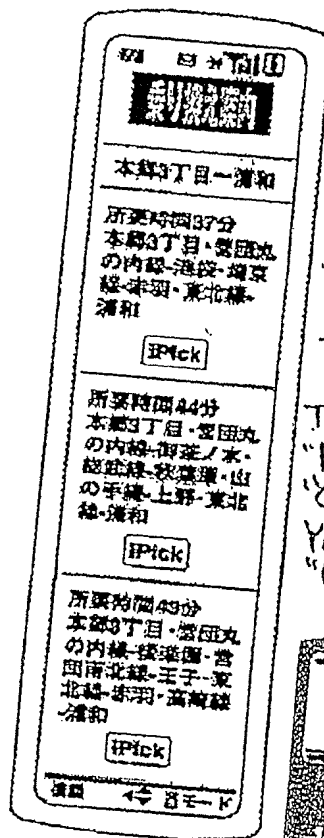 乗り換え案内
本郷3丁目ー浦和
所要時間37分
本郷3丁目・営団丸
の内線-池袋・埼京
線-赤羽・東北線-
浦和
iPick
所要時間44分
本郷3丁目・営団丸
の内線-御茶ノ水・
総武線-秋葉原・山
の手線-上野・東北
線-浦和
iPick
所要時間49分
本郷3丁目・営団丸
の内線-後楽園・営
団南北線-王子-東
北線-赤羽・高崎線
-浦和
iPick